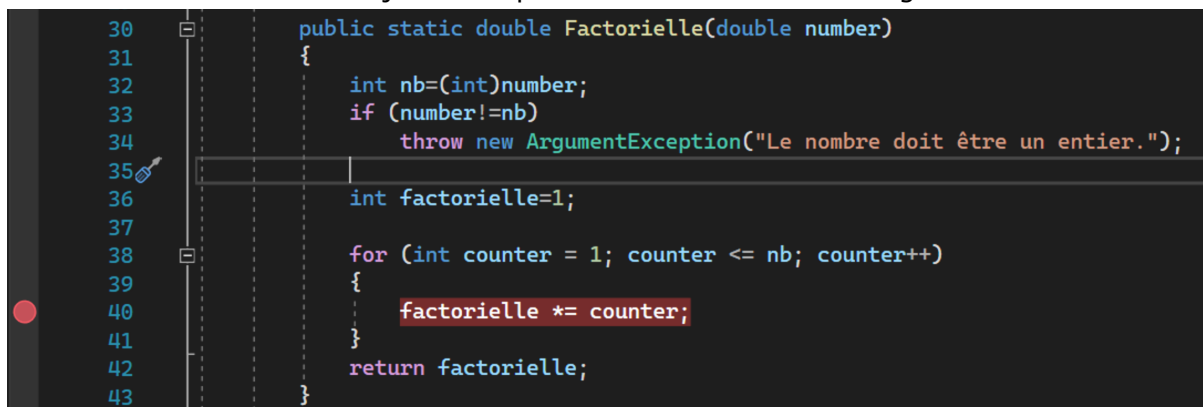 30 public static double Factorielle(double number)
31 {
32 int nb=(int)number;
33 if (number!=nb)
34 throw new ArgumentException("Le nombre doit être un entier.");
35
36 int factorielle=1;
37
38 for (int counter = 1; counter <= nb; counter++)
39 {
40 factorielle *= counter;
41 }
42 return factorielle;
43 }